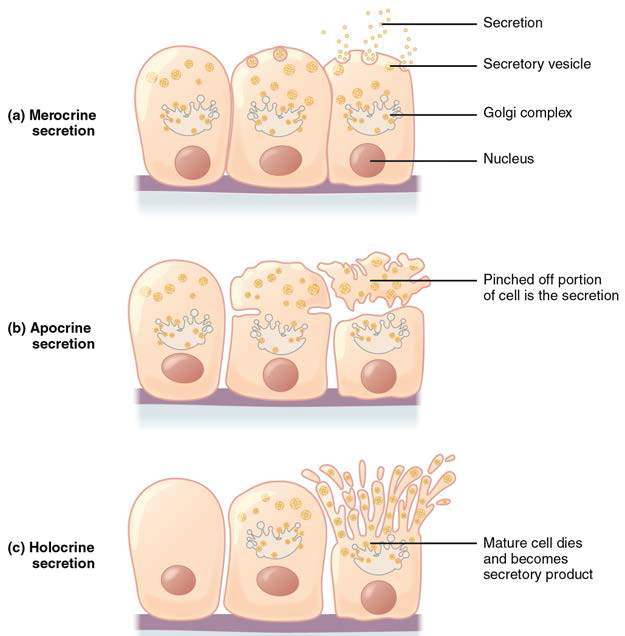 Secretion
Secretory vesicle
(a) Merocrine
secretion
Golgi complex
Nucleus
Pinched off portion
of cell is the secretion
(b) Apocrine
secretion
(c) Holocrine
secretion
Mature cell dies
and becomes
secretory product